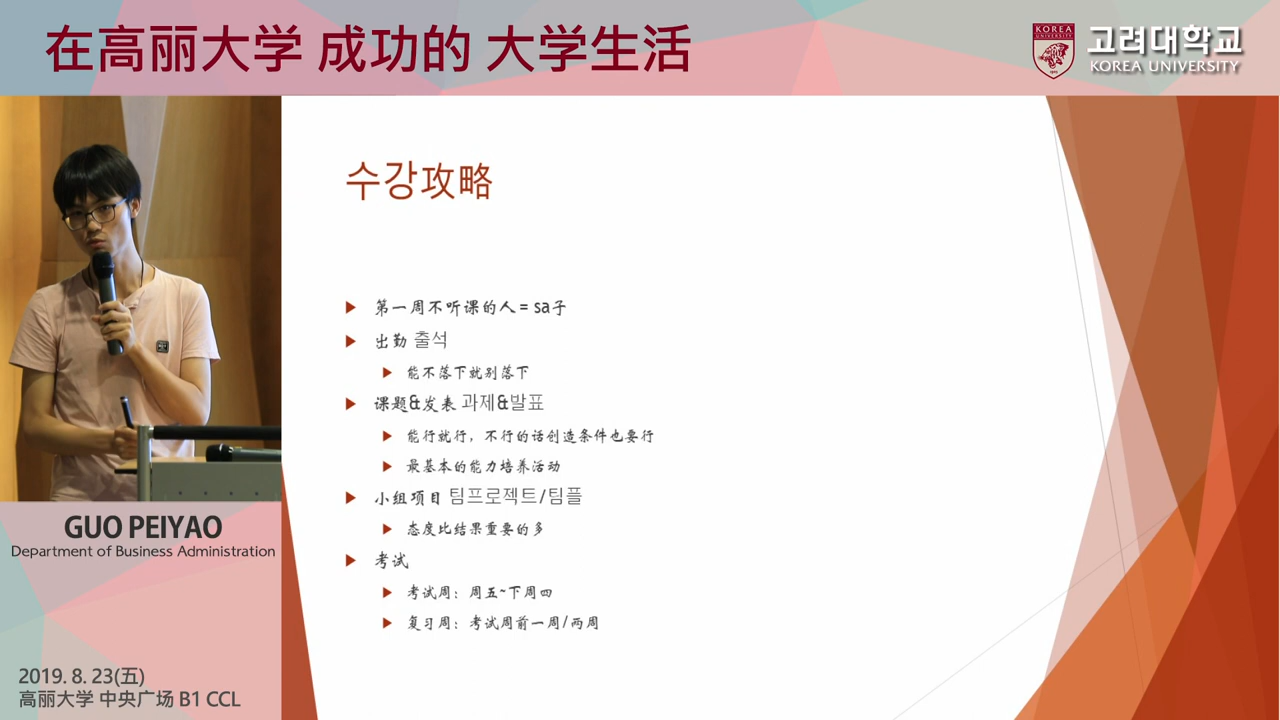 在高丽大学 成功的 大学生活
KOREA
UNIVERSITY
고려대학교
KOREA UNIVERSITY
수강攻略
第一周不听课的人 = sa子
出勤 출석
能不落下就别落下
课题&发表 과제&발표
能行就行，不行的话创造条件也要行
最基本的能力培养活动
小组项目 팀프로젝트/팀플
态度比结果重要的多
考试
考试周：周五~下周四
复习周：考试周前一周/两周
GUO PEIYAO
Department of Business Administration
2019. 8. 23(五)
高丽大学 中央广场 B1 CCL